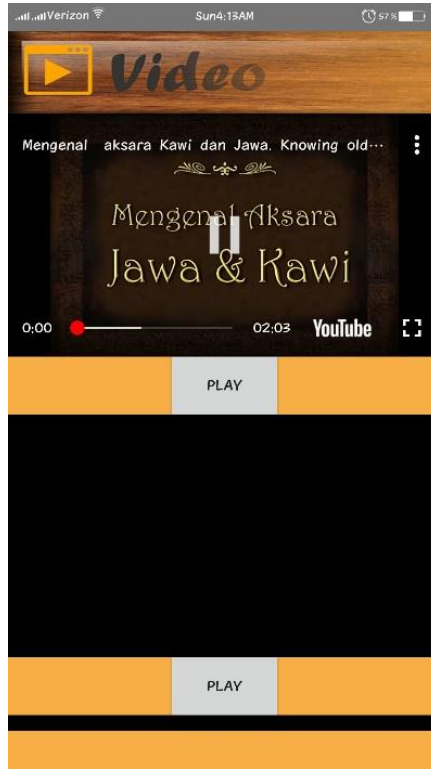 Verizon Sun4:13AM 57%
Video
Mengenal aksara Kawi dan Jawa. Knowing old...
Mengenal Aksara
Jawa & Kawi
0:00 02:03 YouTube
PLAY
PLAY